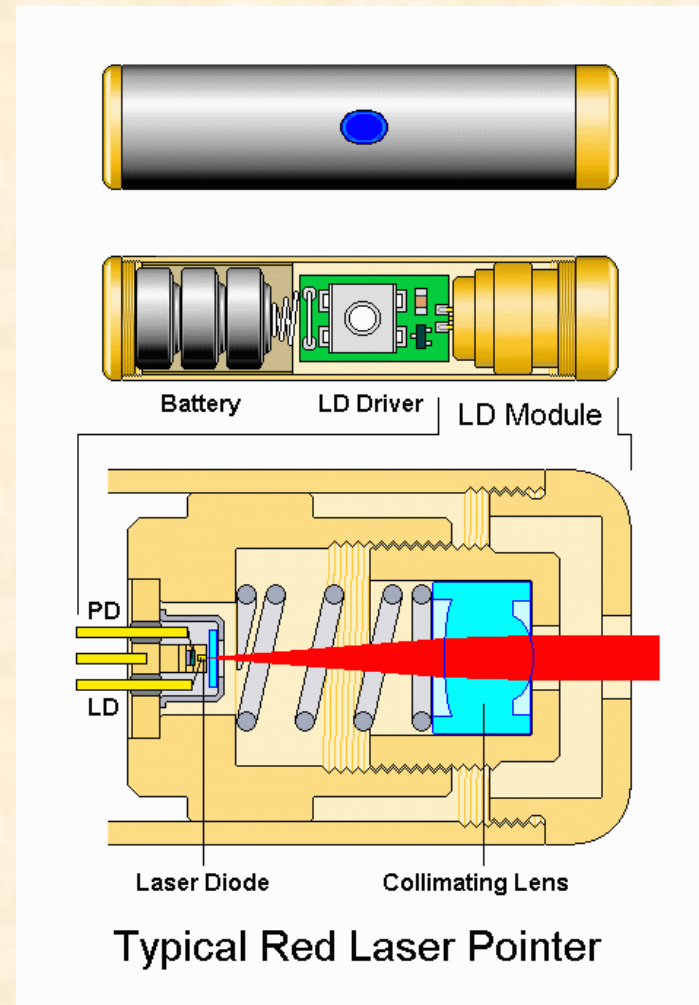 Battery
LD Driver
LD Module
PD
LD
Laser Diode
Collimating Lens
Typical Red Laser Pointer